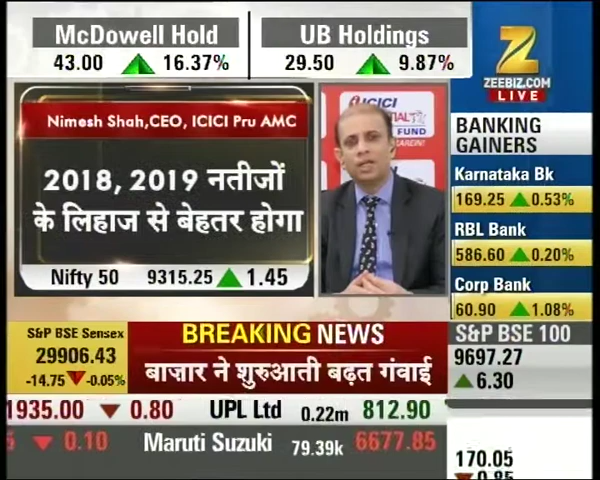 McDowell Hold
43.00 16.37%
UB Holdings
29.50 9.87%
Z
ZEEBIZ.COM
LIVE
Nimesh Shah,CEO, ICICI Pru AMC
2018, 2019 नतीजों
के लिहाज से बेहतर होगा
Nifty 50 9315.25 1.45
ICICI
FUND
BANKING
GAINERS
Karnataka Bk
169.25 0.53%
RBL Bank
586.60 0.20%
Corp Bank
60.90 1.08%
S&P BSE Sensex
29906.43
-14.75 -0.05%
BREAKING NEWS
बाज़ार ने शुरुआती बढ़त गंवाई
S&P BSE 100
9697.27
6.30
1935.00 0.80 UPL Ltd 0.22m 812.90
0.10 Maruti Suzuki 79.39k 6677.85
170.05
0.85